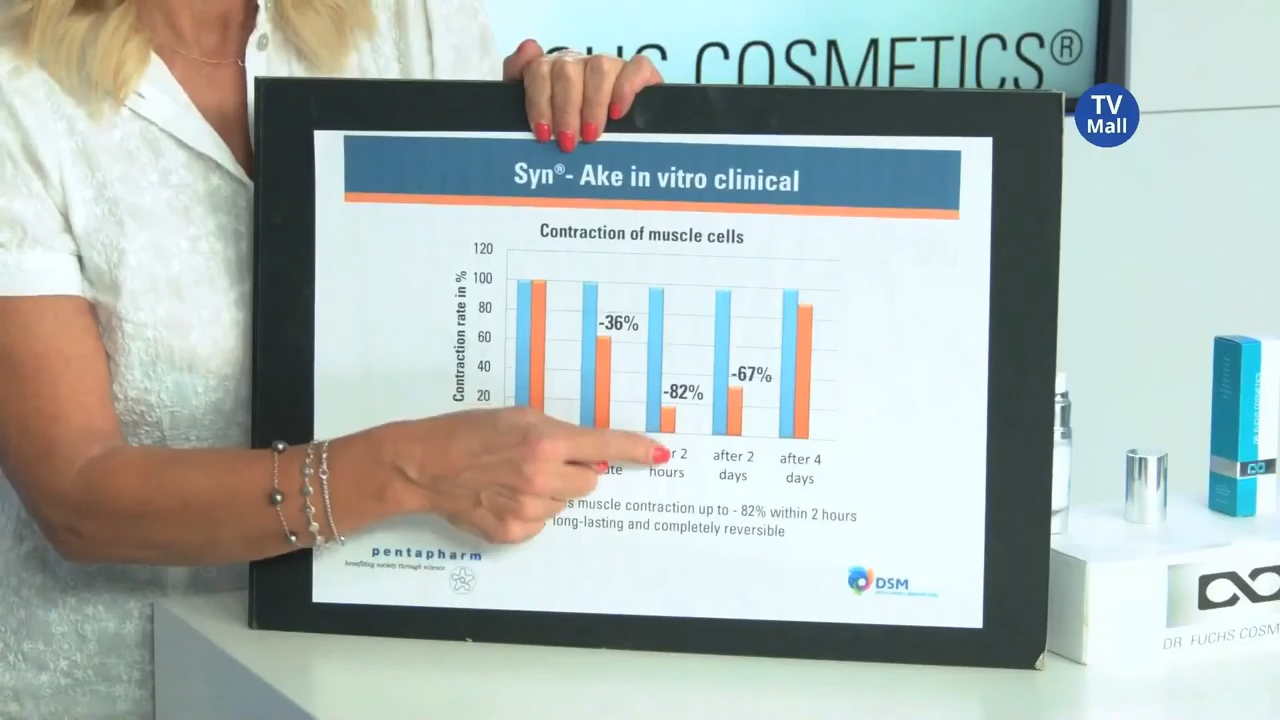 COSMETICS®
TV
Mall
Syn®- Ake in vitro clinical
Contraction of muscle cells
Contraction rate in %
120
100
80
60
40
20
-36%
-82%
-67%
2
hours
after 2
days
after 4
days
muscle contraction up to - 82% within 2 hours
long-lasting and completely reversible
pentapharm
benefiting society through science
DSM
DR. FUCHS COSM